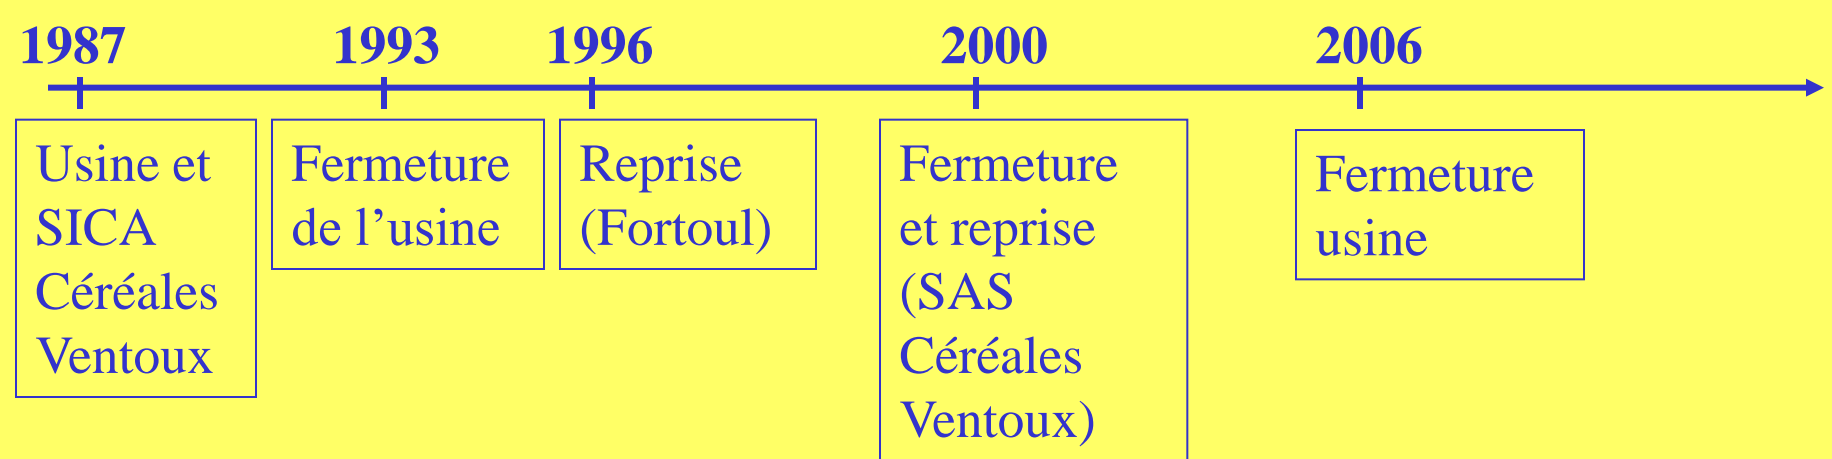 1987 1993 1996 2000 2006
Usine et
SICA
Céréales
Ventoux
Fermeture
de l’usine
Reprise
(Fortoul)
Fermeture
et reprise
(SAS
Céréales
Ventoux)
Fermeture
usine